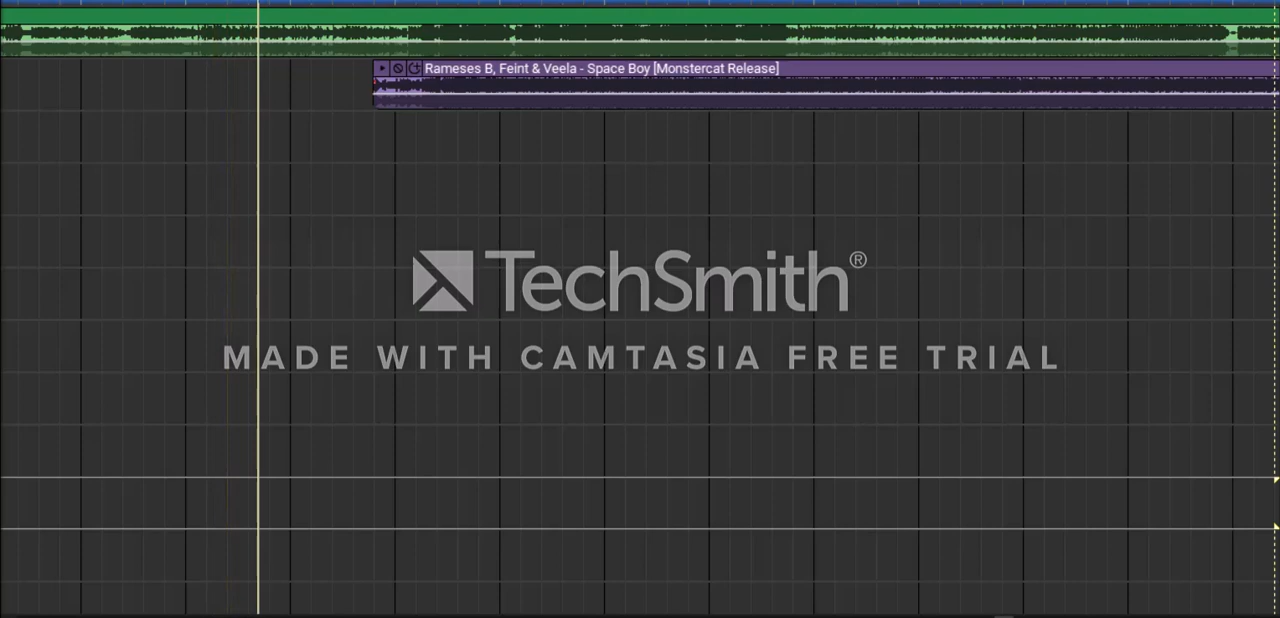 Rameses B, Feint & Veela - Space Boy [Monstercat Release]
TechSmith®
MADE WITH CAMTASIA FREE TRIAL